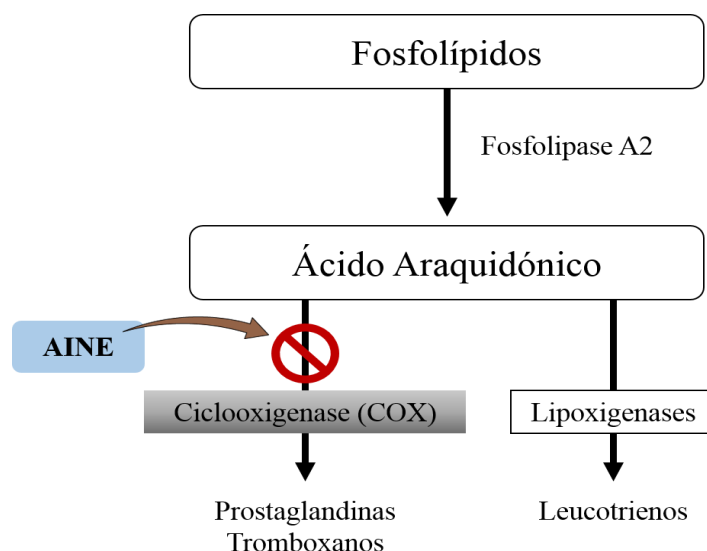 Fosfolípidos
Fosfolipase A2
Ácido Araquidónico
AINE
Ciclooxigenase (COX)
Lipoxigenases
Prostaglandinas
Tromboxanos
Leucotrienos